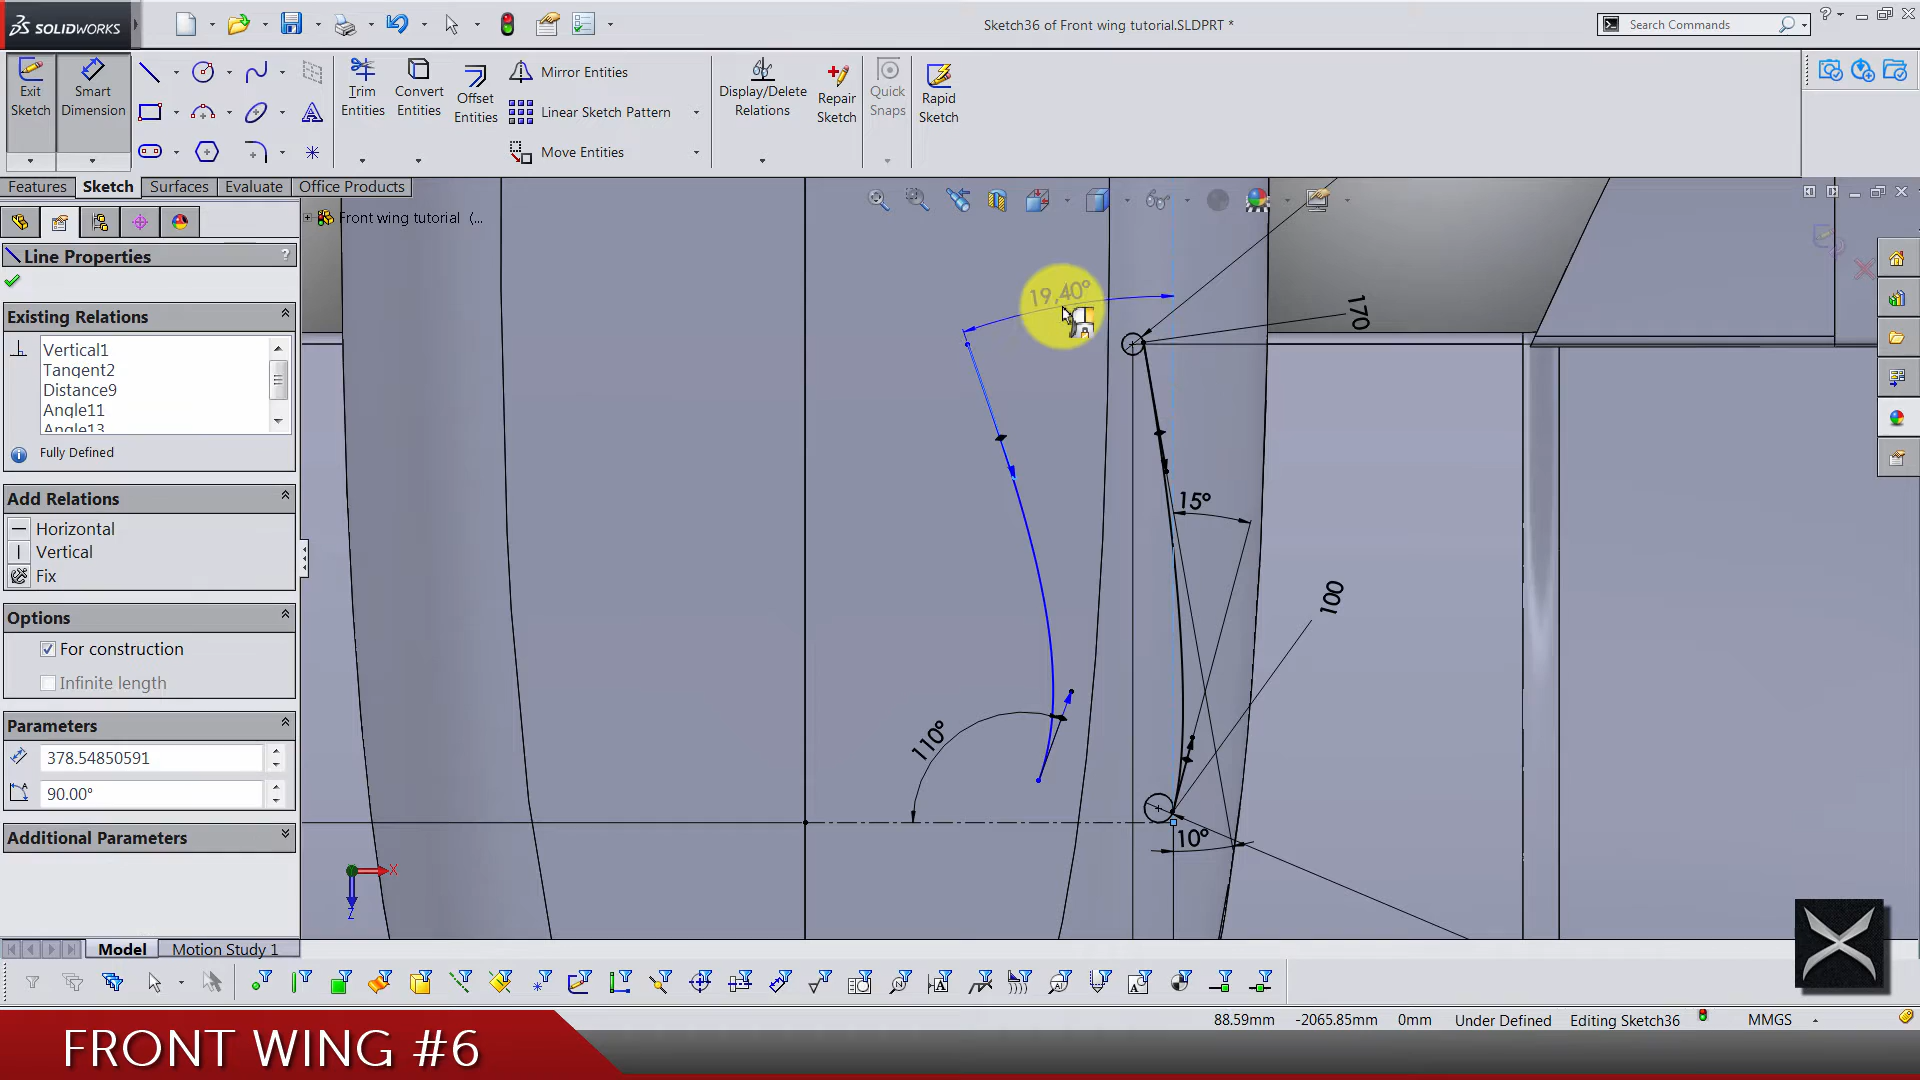 SOLIDWORKS
Sketch36 of Front wing tutorial.SLDPRT *
Search Commands
Exit Sketch
Smart Dimension
Trim Entities
Convert Entities
Offset Entities
Mirror Entities
Linear Sketch Pattern
Move Entities
Display/Delete Relations
Repair Sketch
Quick Snaps
Rapid Sketch
Features
Sketch
Surfaces
Evaluate
Office Products
Front wing tutorial (...
Line Properties
?
Existing Relations
Vertical1
Tangent2
Distance9
Angle11
Angle13
Fully Defined
Add Relations
Horizontal
Vertical
Fix
Options
For construction
Infinite length
Parameters
378.54850591
90.00°
Additional Parameters
19,40°
170
15°
100
110°
10°
X
Z
Model
Motion Study 1
88.59mm
-2065.85mm
0mm
Under Defined
Editing Sketch36
MMGS
FRONT WING #6